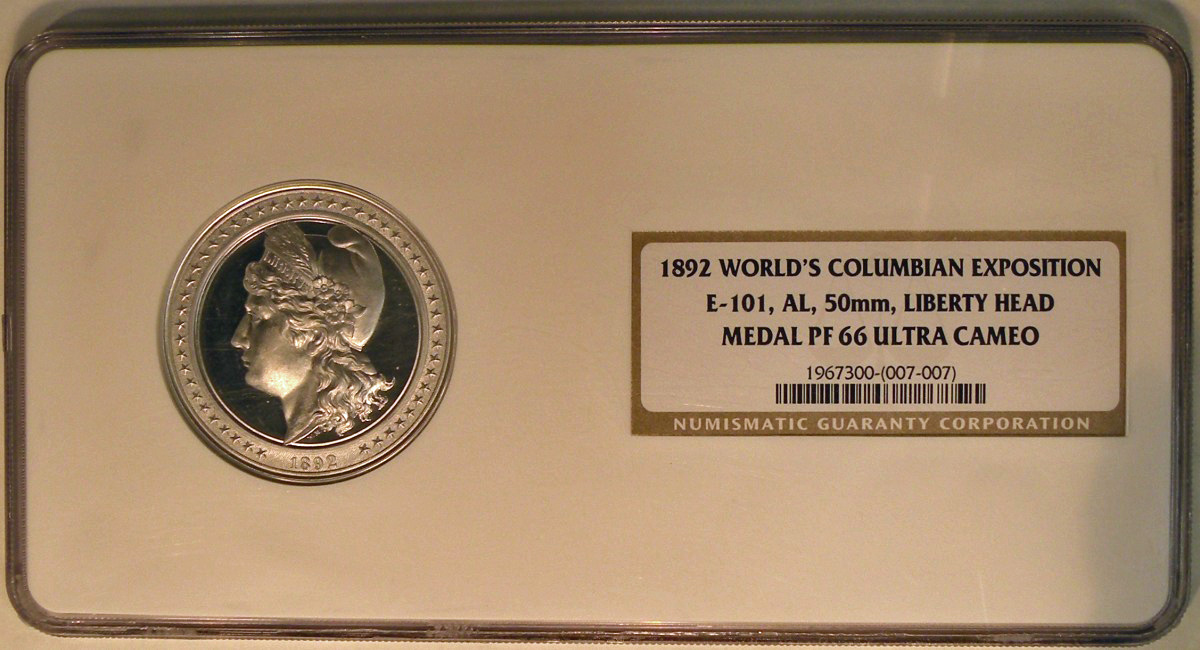 1892
1892 WORLD'S COLUMBIAN EXPOSITION
E-101, AL, 50mm, LIBERTY HEAD
MEDAL PF 66 ULTRA CAMEO
1967300-(007-007)
NUMISMATIC GUARANTY CORPORATION